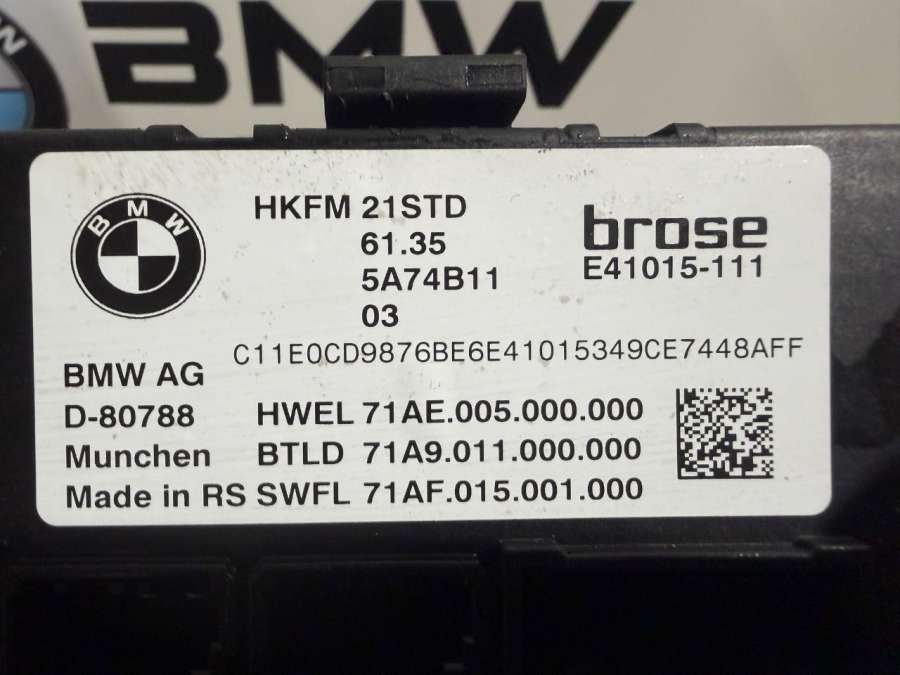 BMW
BMW
HKFM 21STD
61.35
5A74B11
03
brose
E41015-111
C11E0CD9876BE6E41015349CE7448AFF
BMW AG
D-80788
Munchen
Made in RS
HWEL 71AE.005.000.000
BTLD 71A9.011.000.000
SWFL 71AF.015.001.000